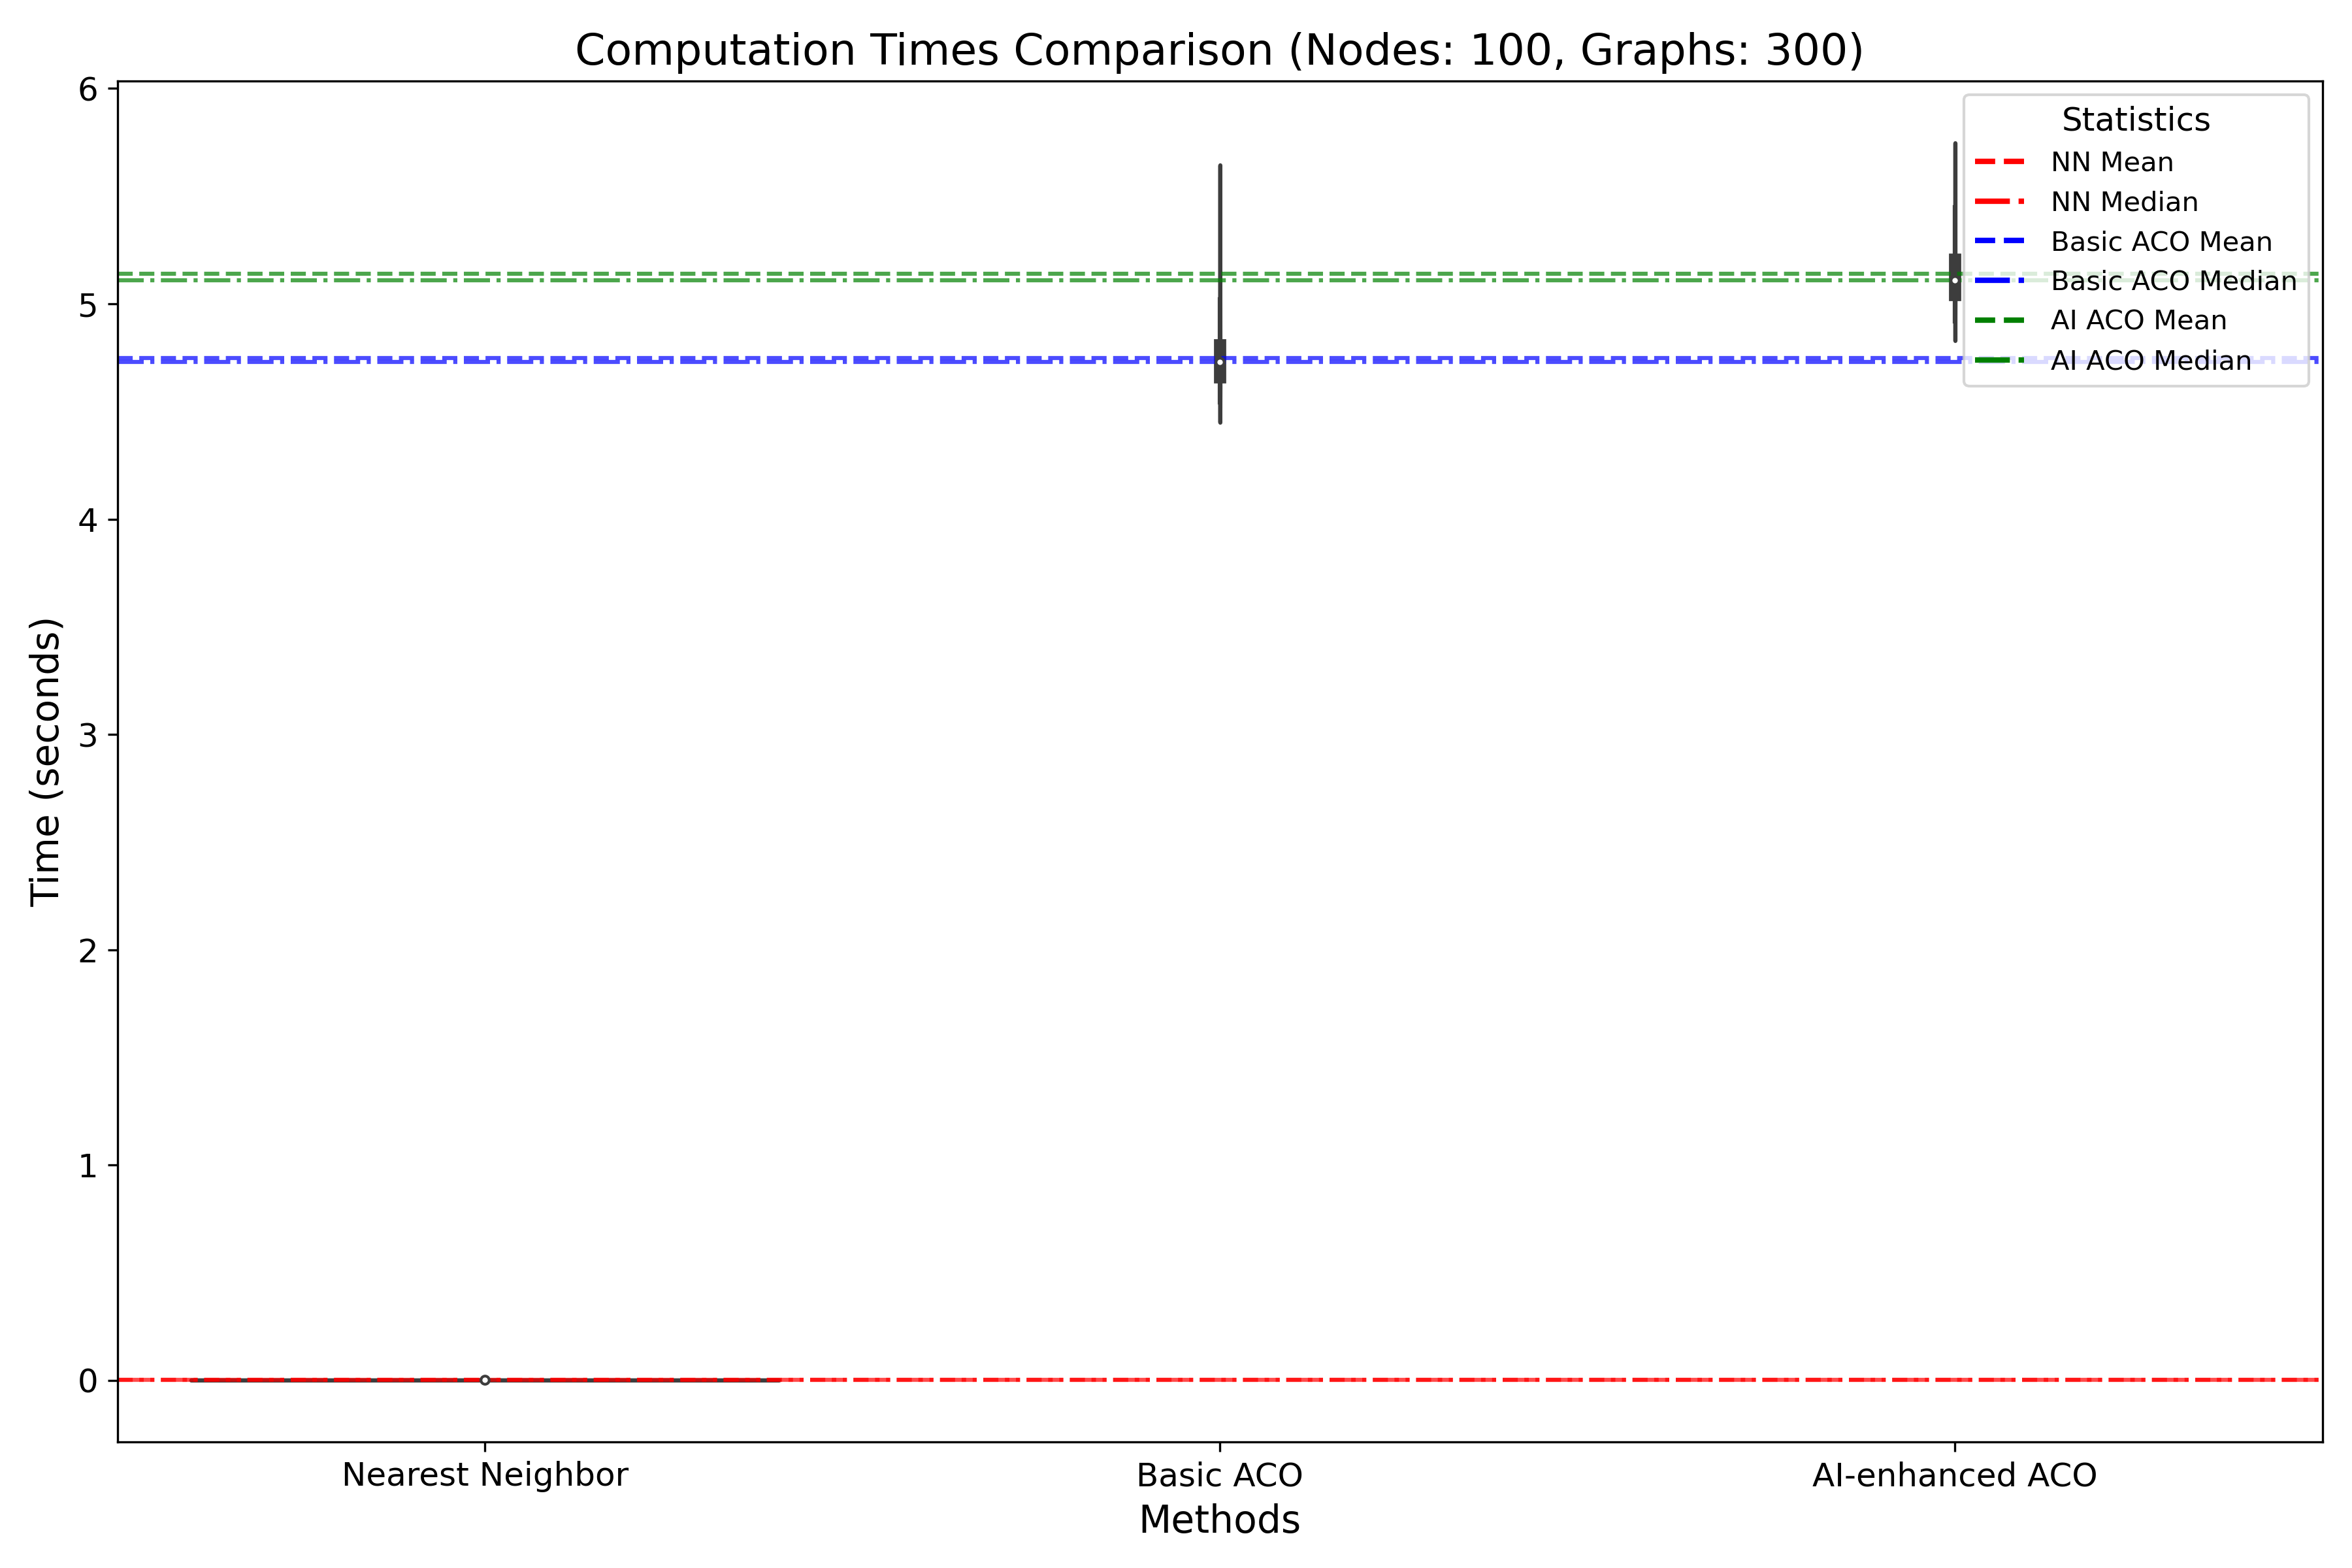 Computation Times Comparison (Nodes: 100, Graphs: 300)
6
5
4
3
2
1
0
Time (seconds)
Statistics
NN Mean
NN Median
Basic ACO Mean
Basic ACO Median
AI ACO Mean
AI ACO Median
Nearest Neighbor
Basic ACO
AI-enhanced ACO
Methods